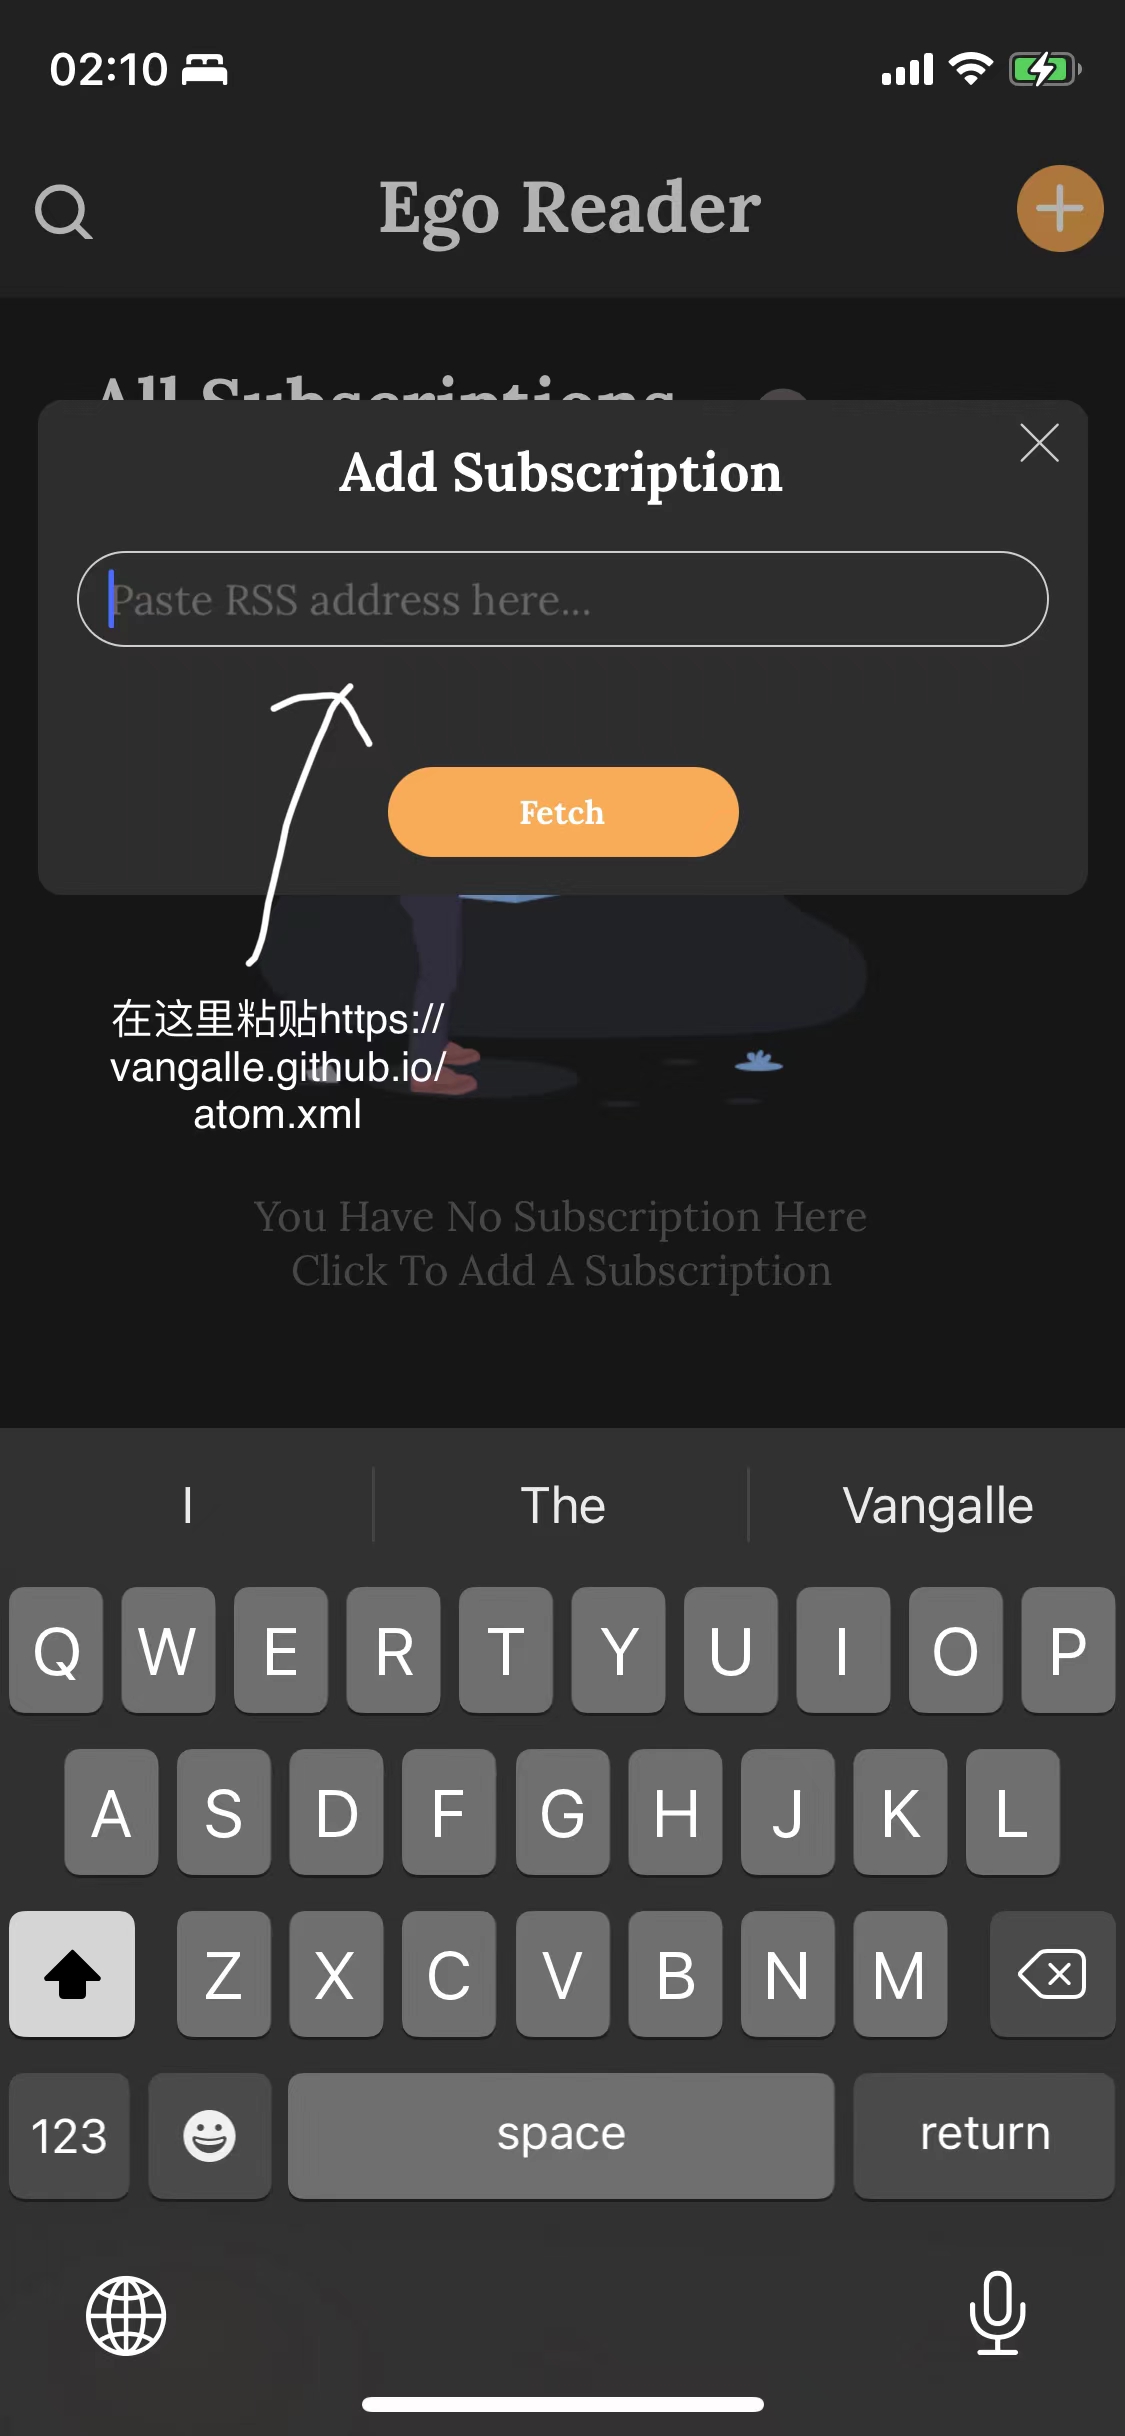 02:10
Ego Reader
All Subscriptions
Add Subscription
Paste RSS address here...
Fetch
在这里粘贴https://
vangalle.github.io/
atom.xml
You Have No Subscription Here
Click To Add A Subscription
I The Vangalle
Q W E R T Y U I O P
A S D F G H J K L
Z X C V B N M
123 space return